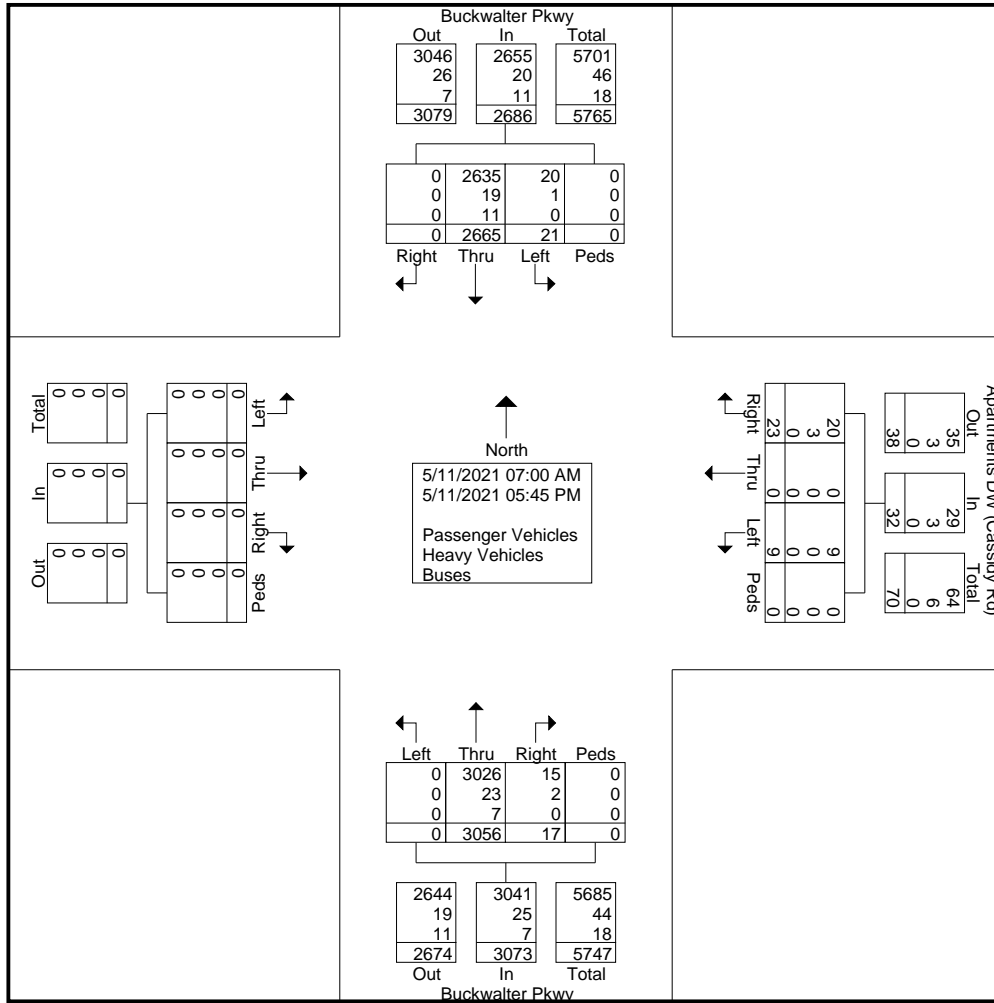 Buckwalter Pkwy
Out In Total
3046 2655 5701
26 20 46
7 11 18
3079 2686 5765
0 2635 20 0
0 19 1 0
0 11 0 0
0 2665 21 0
Right Thru Left Peds
Total
0 0 0 0
In
0 0 0 0
Out
0 0 0 0
Left
0 0 0 0
Thru
0 0 0 0
Right
0 0 0 0
Peds
0 0 0 0
North
5/11/2021 07:00 AM
5/11/2021 05:45 PM
Passenger Vehicles
Heavy Vehicles
Buses
Right Thru Left Peds
20 0 9 0
3 0 0 0
0 0 0 0
23 0 9 0
Apartments DW (Cassidy Rd)
Out In Total
35 29 64
3 3 6
0 0 0
38 32 70
Left Thru Right Peds
0 3026 15 0
0 23 2 0
0 7 0 0
0 3056 17 0
2644 3041 5685
19 25 44
11 7 18
2674 3073 5747
Out In Total
Buckwalter Pkwy